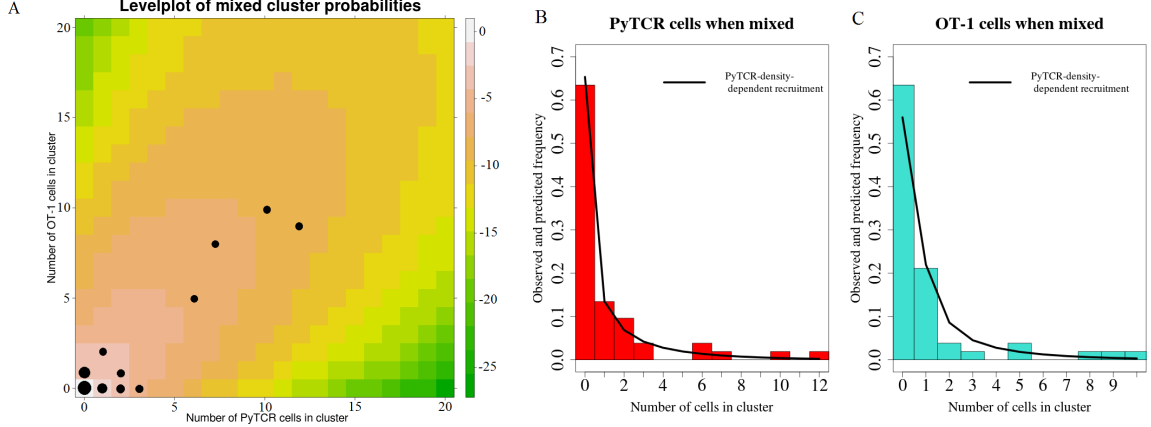 A
Levelplot of mixed cluster probabilities
Number of OT-1 cells in cluster
20
15
10
5
0
0
5
10
15
20
Number of PyTCR cells in cluster
0
-5
-10
-15
-20
-25
B
PyTCR cells when mixed
Observed and predicted frequency
0.7
0.6
0.5
0.4
0.3
0.2
0.1
0.0
PyTCR-density-
dependent recruitment
0 2 4 6 8 10 12
Number of cells in cluster
C
OT-1 cells when mixed
Observed and predicted frequency
0.7
0.6
0.5
0.4
0.3
0.2
0.1
0.0
PyTCR-density-
dependent recruitment
0 1 2 3 4 5 6 7 8 9
Number of cells in cluster